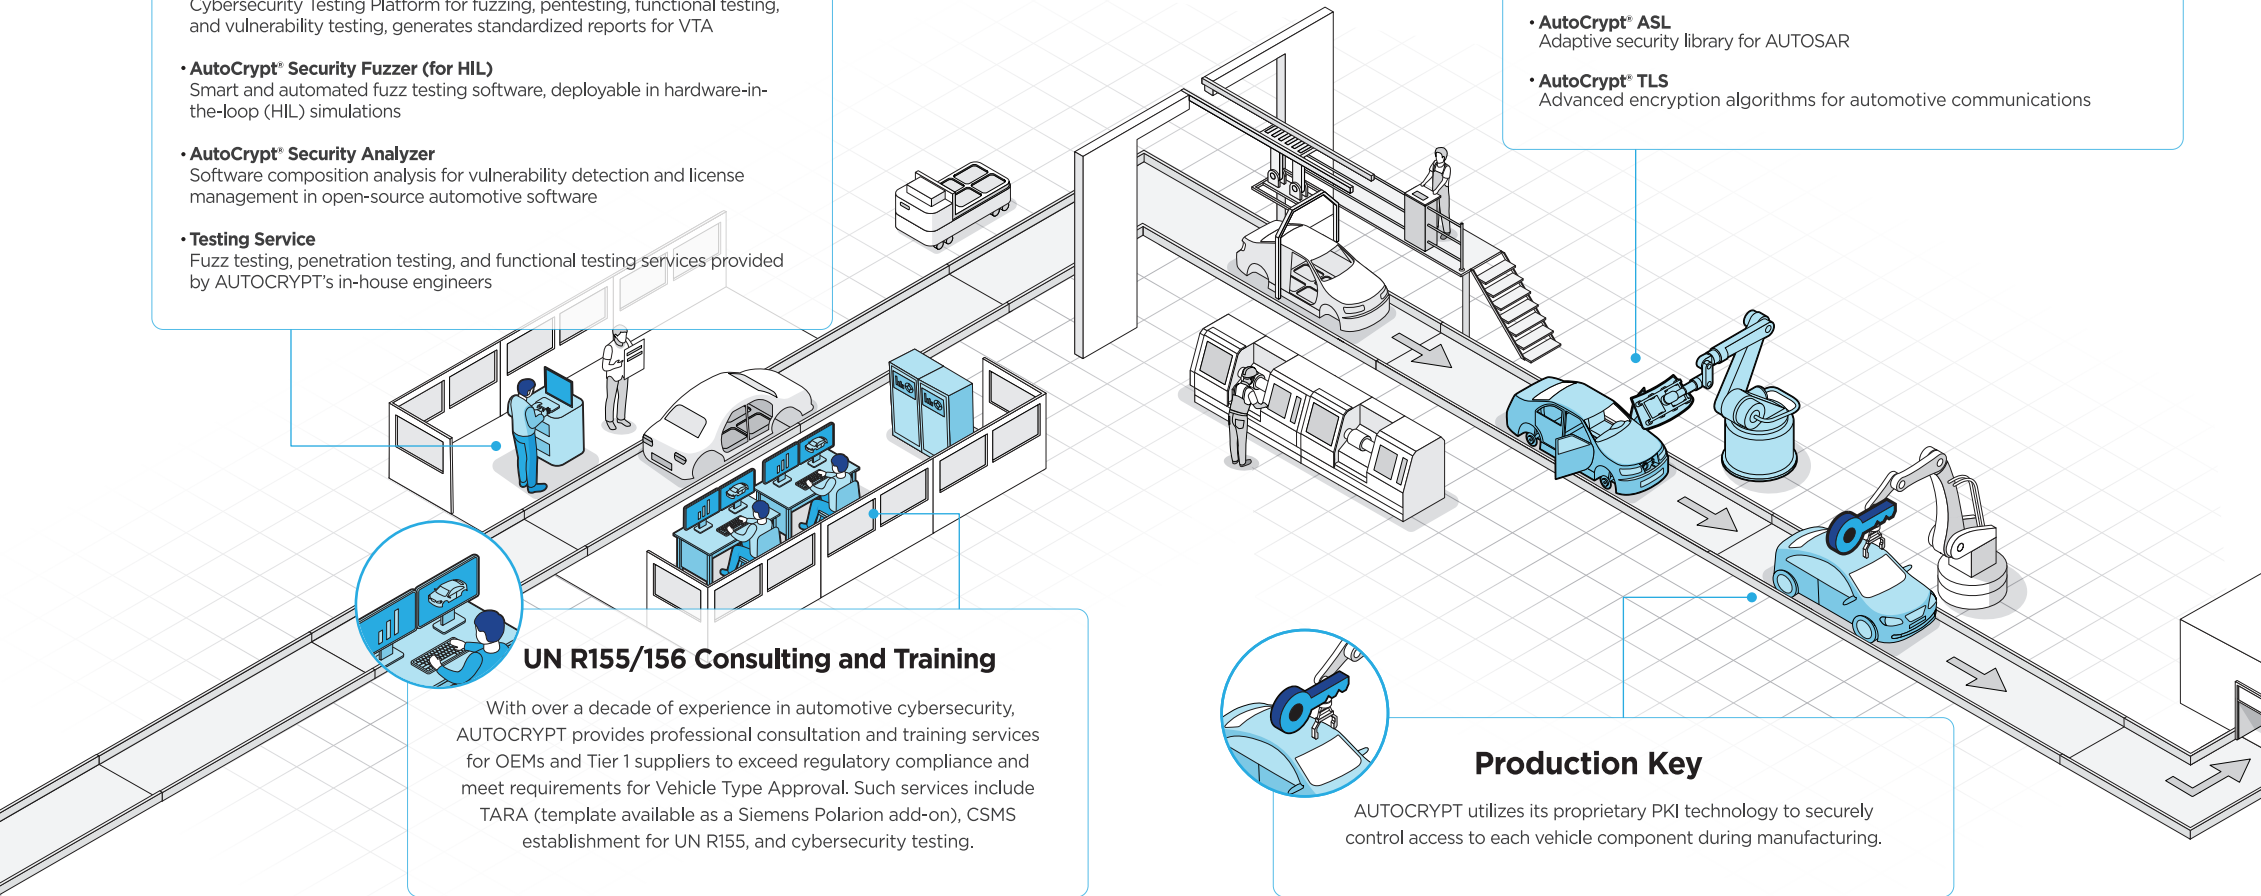 Cybersecurity Testing Platform for fuzzing, pentesting, functional testing,
and vulnerability testing, generates standardized reports for VTA
• AutoCrypt® Security Fuzzer (for HIL)
Smart and automated fuzz testing software, deployable in hardware-in-
the-loop (HIL) simulations
• AutoCrypt® Security Analyzer
Software composition analysis for vulnerability detection and license
management in open-source automotive software
• Testing Service
Fuzz testing, penetration testing, and functional testing services provided
by AUTOCRYPT's in-house engineers
• AutoCrypt® ASL
Adaptive security library for AUTOSAR
• AutoCrypt® TLS
Advanced encryption algorithms for automotive communications
UN R155/156 Consulting and Training
With over a decade of experience in automotive cybersecurity,
AUTOCRYPT provides professional consultation and training services
for OEMs and Tier 1 suppliers to exceed regulatory compliance and
meet requirements for Vehicle Type Approval. Such services include
TARA (template available as a Siemens Polarion add-on), CSMS
establishment for UN R155, and cybersecurity testing.
Production Key
AUTOCRYPT utilizes its proprietary PKI technology to securely
control access to each vehicle component during manufacturing.